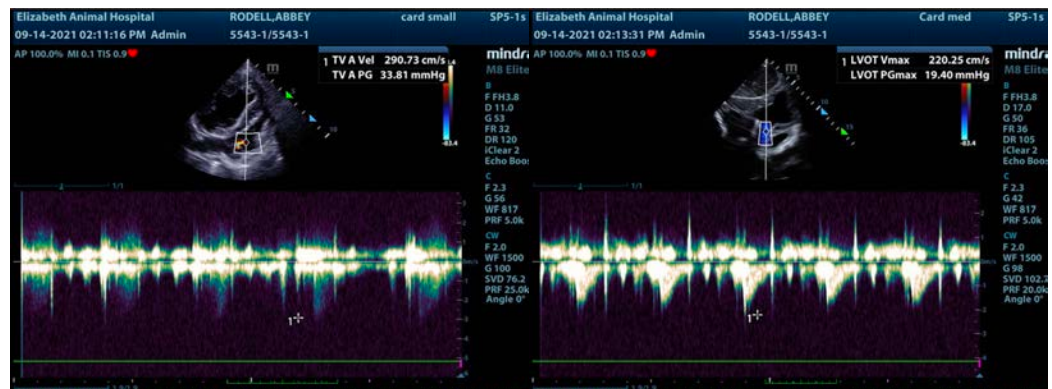 Elizabeth Animal Hospital RODELL,ABBEY card small SP5-1s
09-14-2021 02:11:16 PM Admin 5543-1/5543-1
AP 100.0% MI 0.1 TIS 0.9
1 TV A Vel 290.73 cm/s
TV A PG 33.81 mmHg
M8 Elite
B
F FH3.8
D 11.0
G 53
FR 32
DR 120
iClear 2
Echo Boos
C
F 2.3
G 56
WF 817
PRF 5.0k
CW
F 2.0
WF 1500
G 100
SVD 76.2
PRF 25.0k
Angle 0°
1/1
1
Elizabeth Animal Hospital RODELL,ABBEY Card med SP5-1s
09-14-2021 02:13:31 PM Admin 5543-1/5543-1
AP 100.0% MI 0.1 TIS 0.9
1 LVOT Vmax 220.25 cm/s
LVOT PGmax 19.40 mmHg
M8 Elite
B
F FH3.8
D 17.0
G 50
FR 36
DR 105
iClear 2
Echo Boos
C
F 2.3
G 42
WF 817
PRF 5.0k
CW
F 2.0
WF 1500
G 98
SVD 102.3
PRF 20.0k
Angle 0°
1/1
1